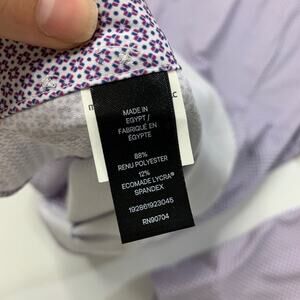 MADE IN
EGYPT /
FABRIQUÉ EN
ÉGYPTE
88%
RENU POLYESTER
12%
ECOMADE LYCRA®
SPANDEX
192861923045
RN90704